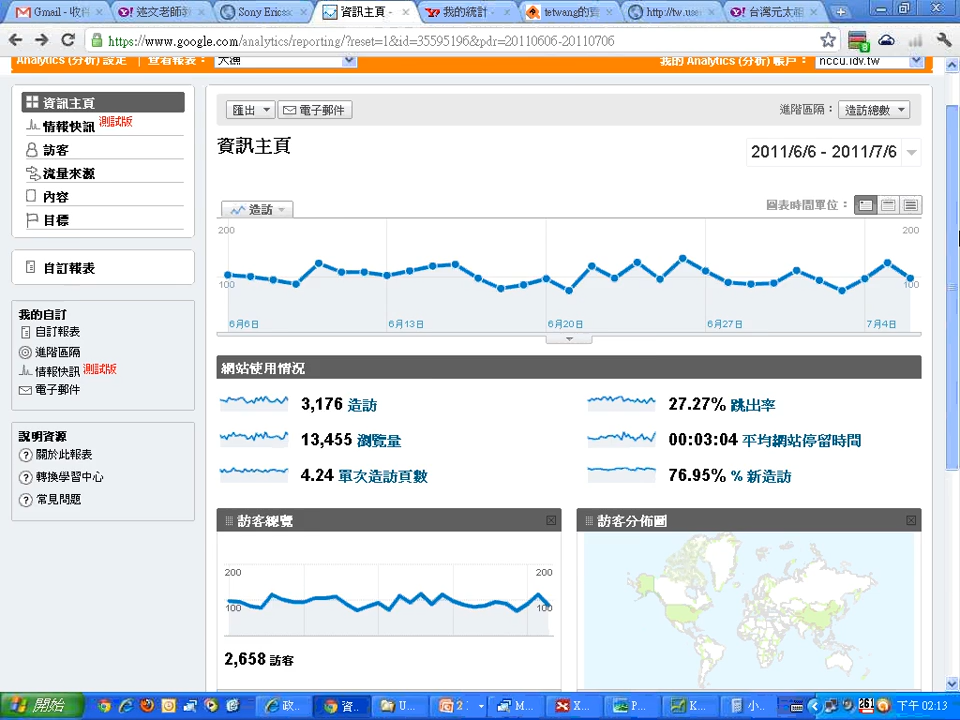 Gmail - 收件
Sony Ericss
資訊主頁 -
我的統計 -
tetwang的資
http://tw.use
台灣元太祖
https://www.google.com/analytics/reporting/?reset=1&id=35595196&pdr=20110606-20110706
Analytics (分析) 設定 | 查看報表：
我的 Analytics (分析) 帳戶：
nccu.idv.tw
資訊主頁
情報快訊 測試版
訪客
流量來源
內容
目標
自訂報表
我的自訂
自訂報表
進階區隔
情報快訊 測試版
電子郵件
說明資源
關於此報表
轉換學習中心
常見問題
匯出
電子郵件
進階區隔：
造訪總數
資訊主頁
2011/6/6 - 2011/7/6
造訪
圖表時間單位：
200
200
100
100
6月6日
6月13日
6月20日
6月27日
7月4日
網站使用情況
3,176 造訪
27.27% 跳出率
13,455 瀏覽量
00:03:04 平均網站停留時間
4.24 單次造訪頁數
76.95% % 新造訪
訪客總覽
訪客分佈圖
200
200
100
100
2,658 訪客
開始
政..
資..
U...
2
M...
X...
P...
K...
小..
261
下午 02:13